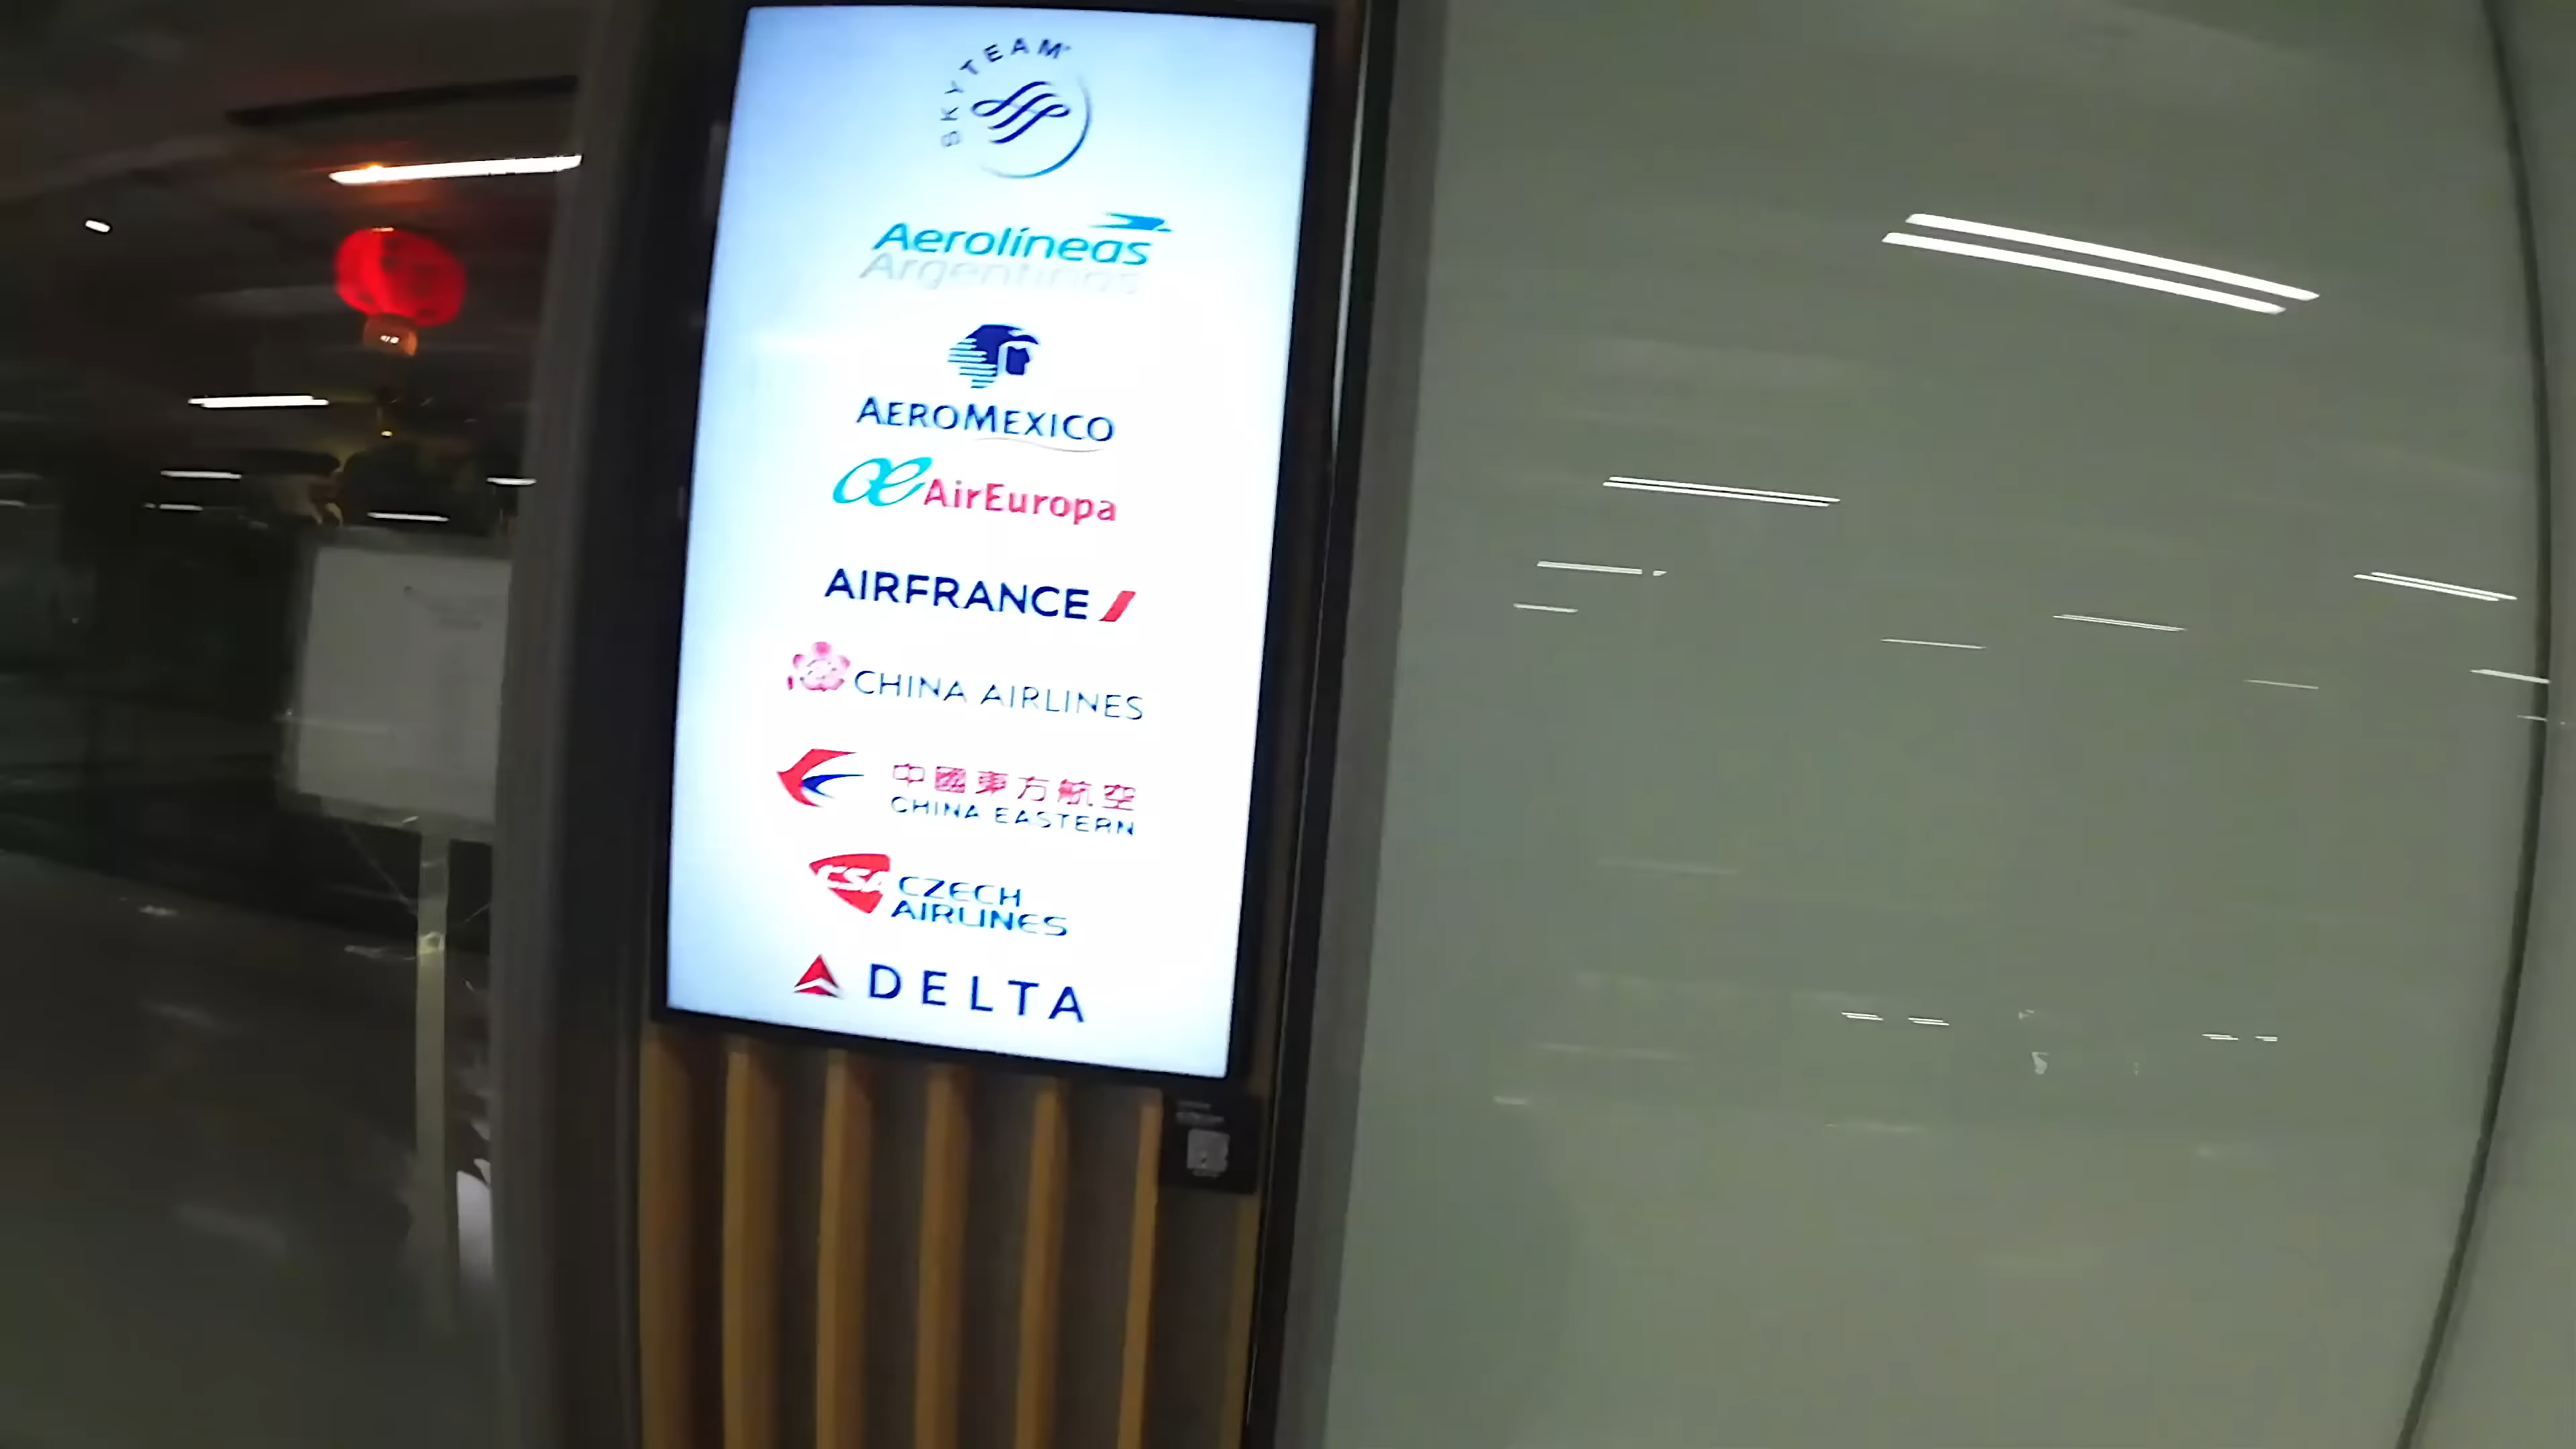 SKYTEAM
Aerolíneas
Argentinas
AEROMEXICO
AirEuropa
AIRFRANCE
CHINA AIRLINES
中國東方航空
CHINA EASTERN
CSA CZECH
AIRLINES
DELTA